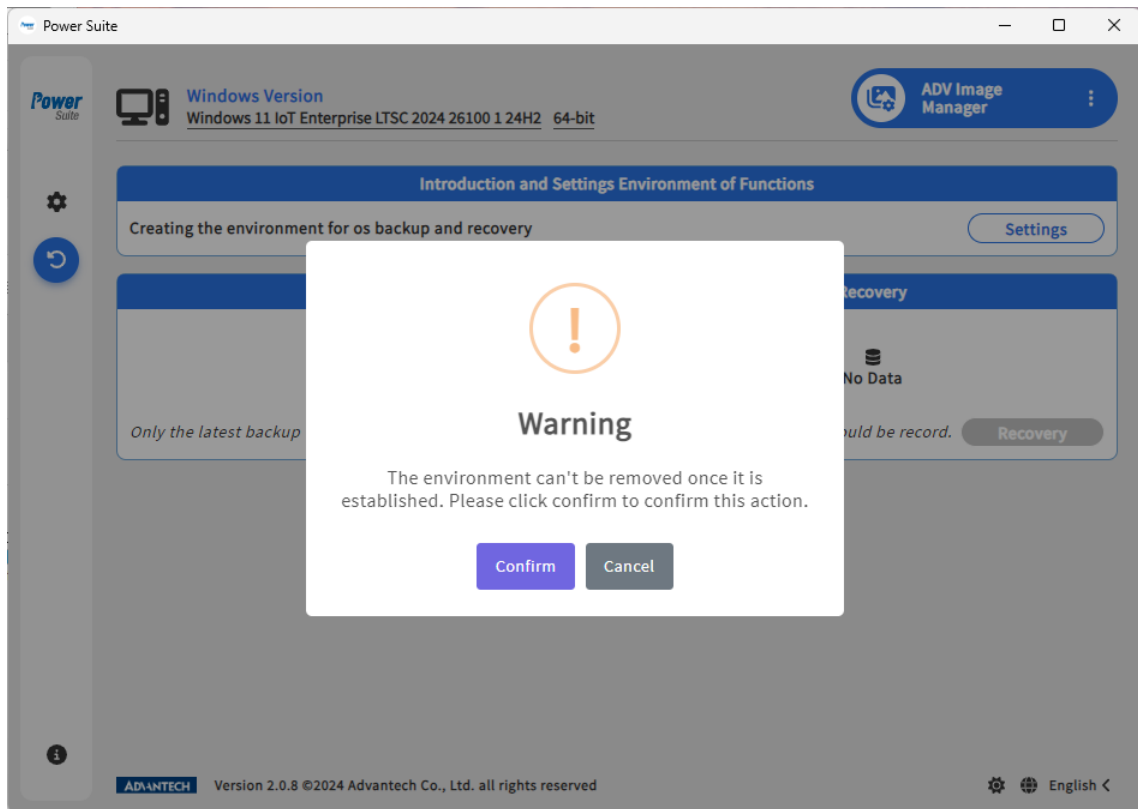 Power Suite
Power
Suite
Windows Version
Windows 11 IoT Enterprise LTSC 2024 26100 1 24H2 64-bit
ADV Image
Manager
Introduction and Settings Environment of Functions
Creating the environment for os backup and recovery
Settings
Recovery
No Data
Only the latest backup
ould be record.
Recovery
!
Warning
The environment can't be removed once it is
established. Please click confirm to confirm this action.
Confirm
Cancel
ADVANTECH
Version 2.0.8 ©2024 Advantech Co., Ltd. all rights reserved
English